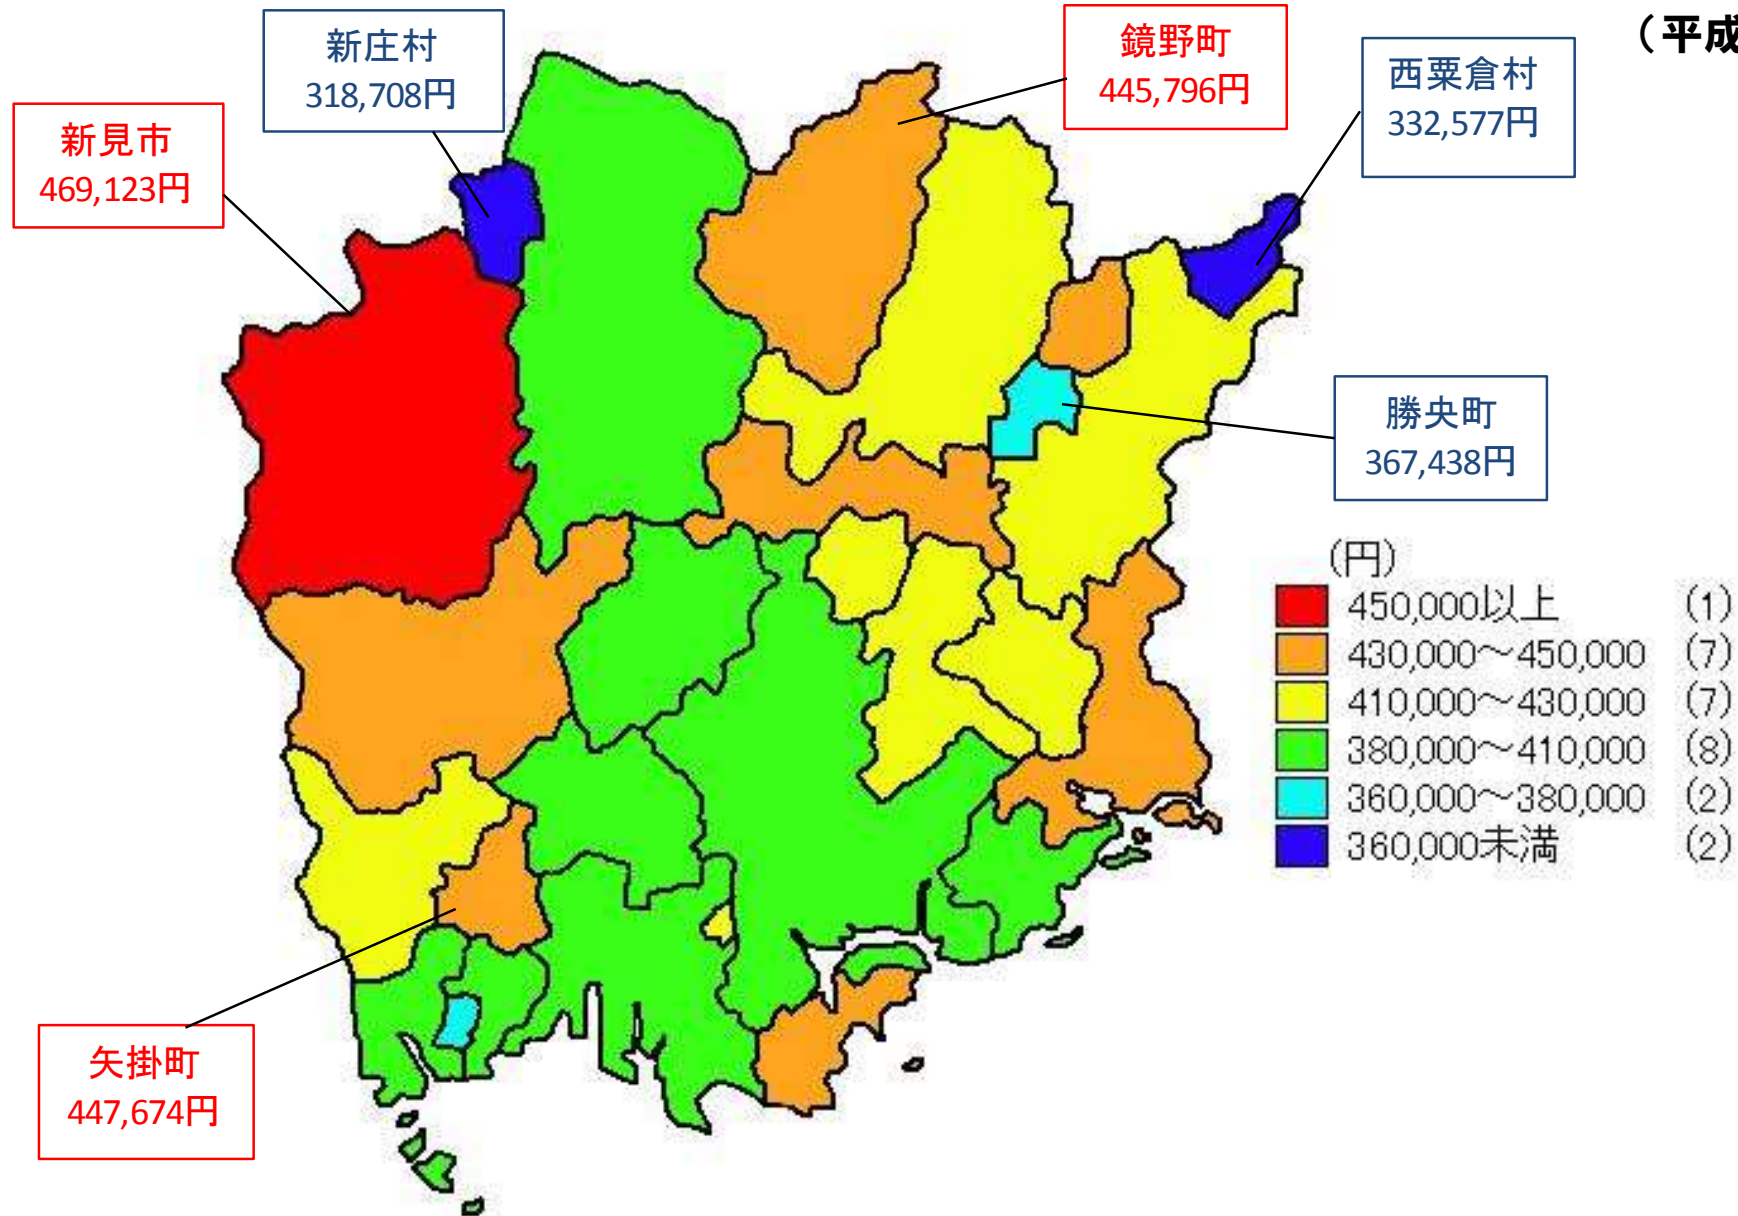 (平成
新庄村
318,708円
鏡野町
445,796円
西粟倉村
332,577円
新見市
469,123円
勝央町
367,438円
(円)
450,000以上 (1)
430,000～450,000 (7)
410,000～430,000 (7)
380,000～410,000 (8)
360,000～380,000 (2)
360,000未満 (2)
矢掛町
447,674円